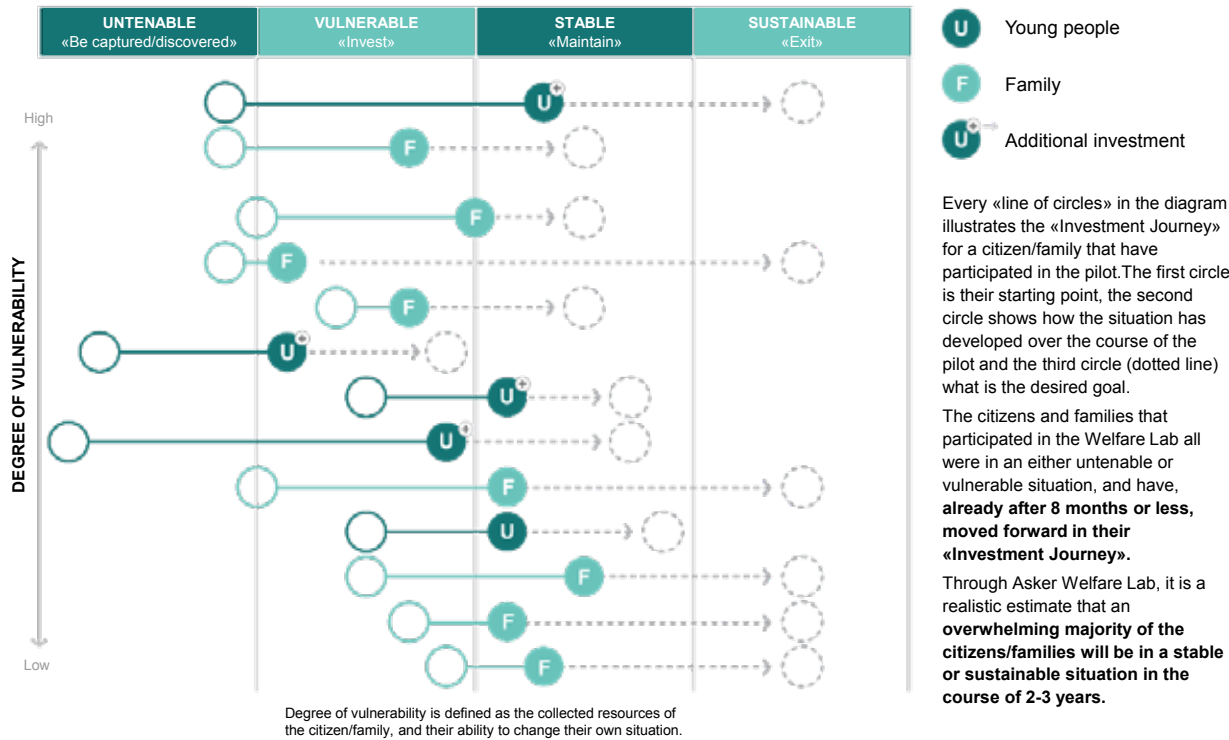 UNTENABLE
«Be captured/discovered»
VULNERABLE
«Invest»
STABLE
«Maintain»
SUSTAINABLE
«Exit»
High
DEGREE OF VULNERABILITY
Low
U +
F
F
F
F
U +
U +
U +
F
U
F
F
F
Degree of vulnerability is defined as the collected resources of
the citizen/family, and their ability to change their own situation.
U Young people
F Family
U + Additional investment
Every «line of circles» in the diagram
illustrates the «Investment Journey»
for a citizen/family that have
participated in the pilot.The first circle
is their starting point, the second
circle shows how the situation has
developed over the course of the
pilot and the third circle (dotted line)
what is the desired goal.
The citizens and families that
participated in the Welfare Lab all
were in an either untenable or
vulnerable situation, and have,
already after 8 months or less,
moved forward in their
«Investment Journey».
Through Asker Welfare Lab, it is a
realistic estimate that an
overwhelming majority of the
citizens/families will be in a stable
or sustainable situation in the
course of 2-3 years.